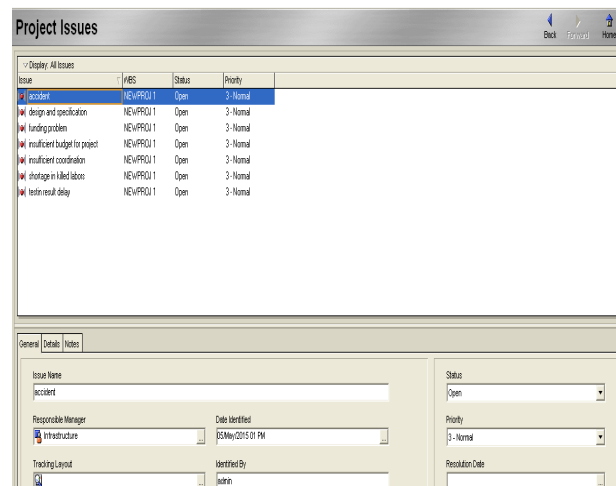 Project Issues
Back Forward Home
Display: All Issues
Issue WBS Status Priority
accident NEWPROJ 1 Open 3 - Normal
design and specification NEWPROJ 1 Open 3 - Normal
funding problem NEWPROJ 1 Open 3 - Normal
insufficient budget for project NEWPROJ 1 Open 3 - Normal
insufficient coordination NEWPROJ 1 Open 3 - Normal
shortage in killed labors NEWPROJ 1 Open 3 - Normal
testin result delay NEWPROJ 1 Open 3 - Normal
General Details Notes
Issue Name Status
accident Open
Responsible Manager Date Identified Priority
Infrastructure 05/May/2015 01 PM 3 - Normal
Tracking Layout Identified By Resolution Date
admin